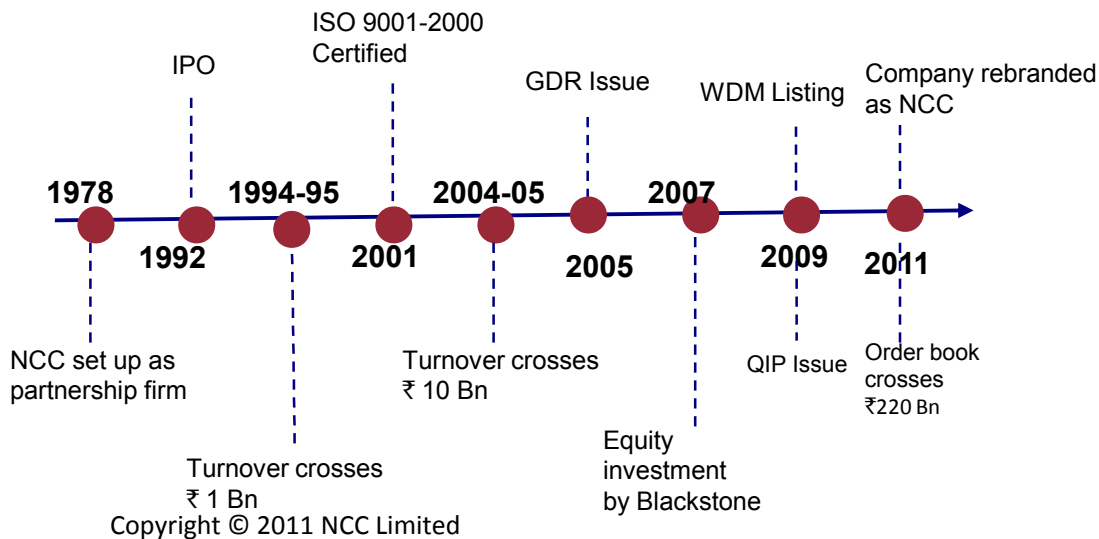 ISO 9001-2000
Certified
IPO
GDR Issue
WDM Listing
Company rebranded
as NCC
1978
1994-95
2004-05
2007
1992
2001
2005
2009
2011
NCC set up as
partnership firm
Turnover crosses
₹ 1 Bn
Turnover crosses
₹ 10 Bn
Equity
investment
by Blackstone
QIP Issue
Order book
crosses
₹220 Bn
Copyright © 2011 NCC Limited